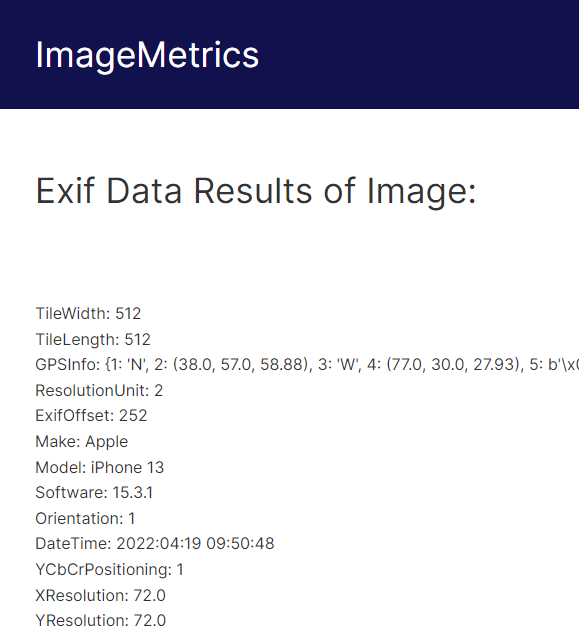 ImageMetrics
Exif Data Results of Image:
TileWidth: 512
TileLength: 512
GPSInfo: {1: 'N', 2: (38.0, 57.0, 58.88), 3: 'W', 4: (77.0, 30.0, 27.93), 5: b'\x0
ResolutionUnit: 2
ExifOffset: 252
Make: Apple
Model: iPhone 13
Software: 15.3.1
Orientation: 1
DateTime: 2022:04:19 09:50:48
YCbCrPositioning: 1
XResolution: 72.0
YResolution: 72.0